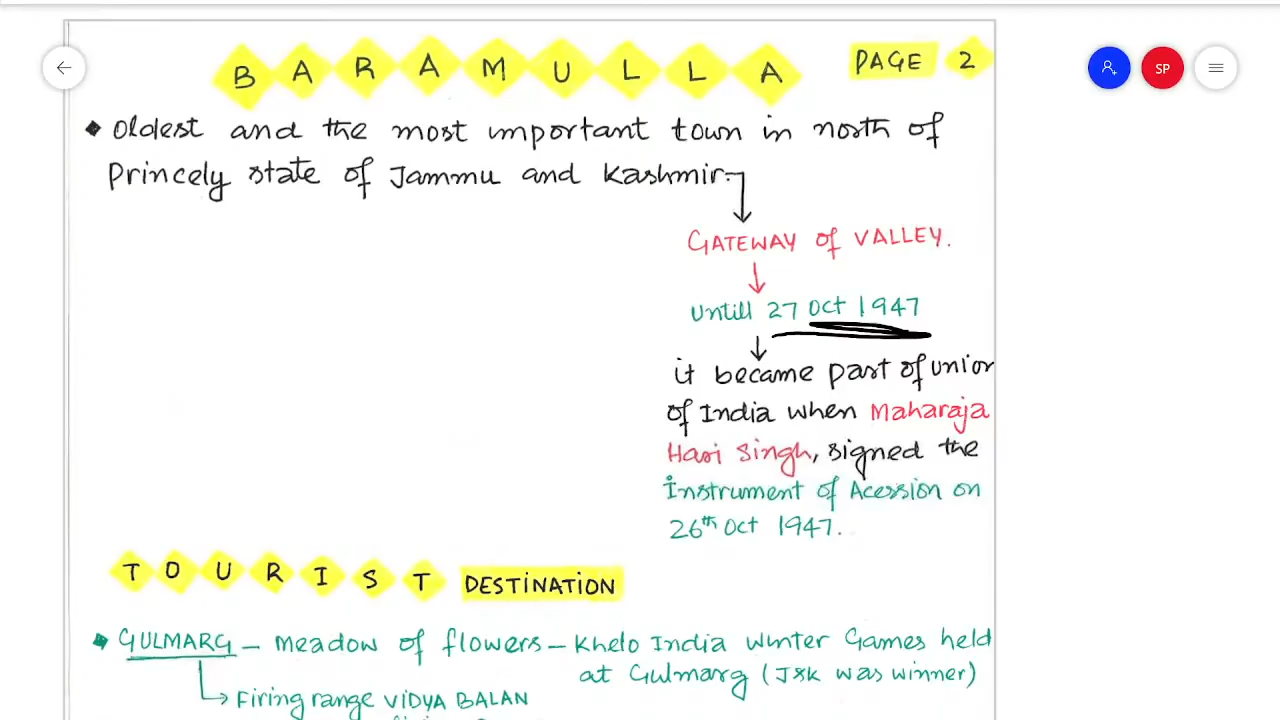 BARAMULLA PAGE 2
SP
Oldest and the most important town in north of
Princely state of Jammu and Kashmir.
GATEWAY of VALLEY.
Untill 27 Oct 1947
it became part of union
of India when Maharaja
Hari Singh, signed the
Instrument of Acession on
26th Oct 1947.
TOURIST DESTINATION
GULMARG - Meadow of flowers - Khelo India Winter Games held
at Gulmarg (J&K was winner)
Firing range VIDYA BALAN